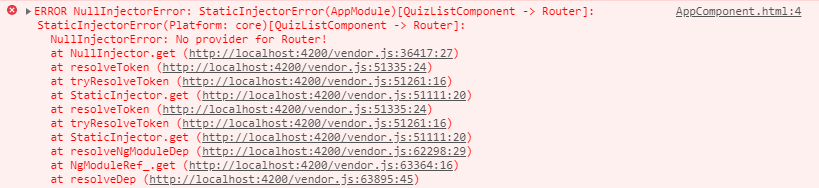 ERROR NullInjectorError: StaticInjectorError(AppModule)[QuizListComponent -> Router]: AppComponent.html:4
StaticInjectorError(Platform: core)[QuizListComponent -> Router]:
NullInjectorError: No provider for Router!
at NullInjector.get (http://localhost:4200/vendor.js:36417:27)
at resolveToken (http://localhost:4200/vendor.js:51335:24)
at tryResolveToken (http://localhost:4200/vendor.js:51261:16)
at StaticInjector.get (http://localhost:4200/vendor.js:51111:20)
at resolveToken (http://localhost:4200/vendor.js:51335:24)
at tryResolveToken (http://localhost:4200/vendor.js:51261:16)
at StaticInjector.get (http://localhost:4200/vendor.js:51111:20)
at resolveNgModuleDep (http://localhost:4200/vendor.js:62298:29)
at NgModuleRef_.get (http://localhost:4200/vendor.js:63364:16)
at resolveDep (http://localhost:4200/vendor.js:63895:45)